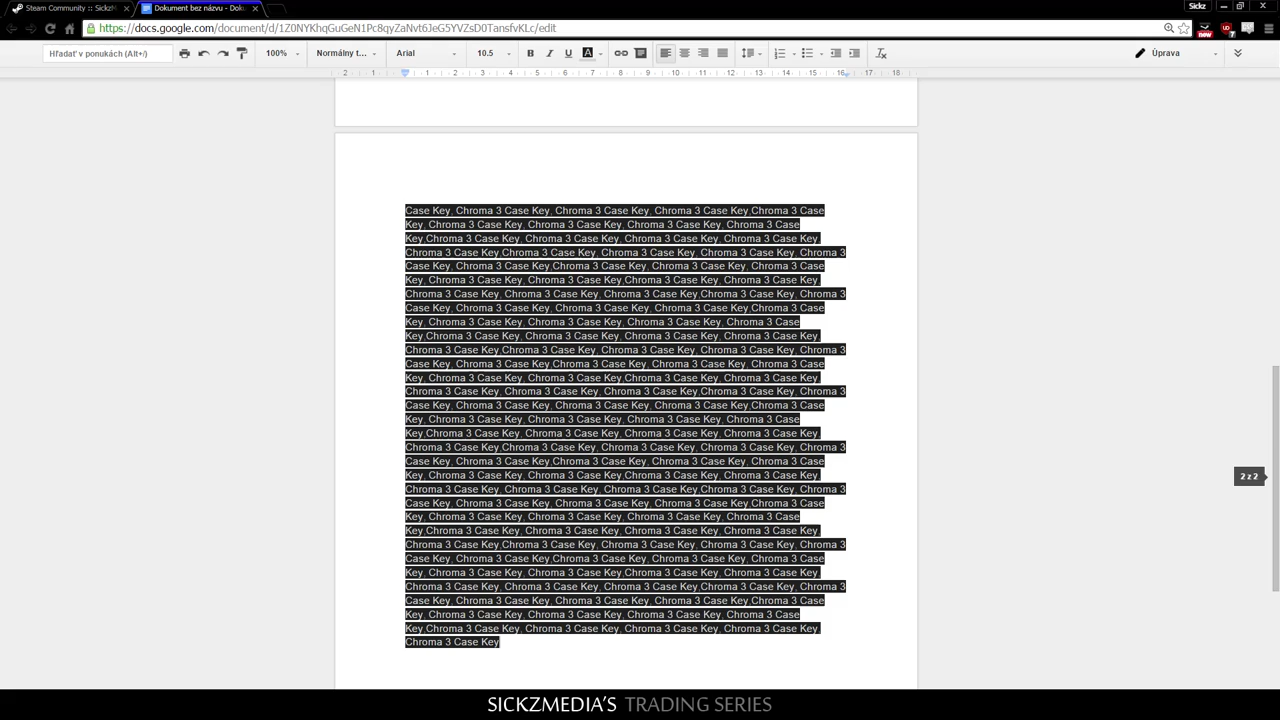 Steam Community :: Sickz
Dokument bez názvu - Doku
Sickz
https://docs.google.com/document/d/1Z0NYKhqGuGeN1Pc8qyZaNvt6JeG5YVZsD0TansfvKLc/edit
new
Hľadať v ponukách (Alt+/)
100%
Normálny t...
Arial
10.5
B
I
U
A
Úprava
2 1 1 2 3 4 5 6 7 8 9 10 11 12 13 14 15 16 17 18
Case Key, Chroma 3 Case Key, Chroma 3 Case Key, Chroma 3 Case Key,Chroma 3 Case
Key, Chroma 3 Case Key, Chroma 3 Case Key, Chroma 3 Case Key, Chroma 3 Case
Key,Chroma 3 Case Key, Chroma 3 Case Key, Chroma 3 Case Key, Chroma 3 Case Key,
Chroma 3 Case Key,Chroma 3 Case Key, Chroma 3 Case Key, Chroma 3 Case Key, Chroma 3
Case Key, Chroma 3 Case Key,Chroma 3 Case Key, Chroma 3 Case Key, Chroma 3 Case
Key, Chroma 3 Case Key, Chroma 3 Case Key,Chroma 3 Case Key, Chroma 3 Case Key,
Chroma 3 Case Key, Chroma 3 Case Key, Chroma 3 Case Key,Chroma 3 Case Key, Chroma 3
Case Key, Chroma 3 Case Key, Chroma 3 Case Key, Chroma 3 Case Key,Chroma 3 Case
Key, Chroma 3 Case Key, Chroma 3 Case Key, Chroma 3 Case Key, Chroma 3 Case
Key,Chroma 3 Case Key, Chroma 3 Case Key, Chroma 3 Case Key, Chroma 3 Case Key,
Chroma 3 Case Key,Chroma 3 Case Key, Chroma 3 Case Key, Chroma 3 Case Key, Chroma 3
Case Key, Chroma 3 Case Key,Chroma 3 Case Key, Chroma 3 Case Key, Chroma 3 Case
Key, Chroma 3 Case Key, Chroma 3 Case Key,Chroma 3 Case Key, Chroma 3 Case Key,
Chroma 3 Case Key, Chroma 3 Case Key, Chroma 3 Case Key,Chroma 3 Case Key, Chroma 3
Case Key, Chroma 3 Case Key, Chroma 3 Case Key, Chroma 3 Case Key,Chroma 3 Case
Key, Chroma 3 Case Key, Chroma 3 Case Key, Chroma 3 Case Key, Chroma 3 Case
Key,Chroma 3 Case Key, Chroma 3 Case Key, Chroma 3 Case Key, Chroma 3 Case Key,
Chroma 3 Case Key,Chroma 3 Case Key, Chroma 3 Case Key, Chroma 3 Case Key, Chroma 3
Case Key, Chroma 3 Case Key,Chroma 3 Case Key, Chroma 3 Case Key, Chroma 3 Case
Key, Chroma 3 Case Key, Chroma 3 Case Key,Chroma 3 Case Key, Chroma 3 Case Key,
Chroma 3 Case Key, Chroma 3 Case Key, Chroma 3 Case Key,Chroma 3 Case Key, Chroma 3
Case Key, Chroma 3 Case Key, Chroma 3 Case Key, Chroma 3 Case Key,Chroma 3 Case
Key, Chroma 3 Case Key, Chroma 3 Case Key, Chroma 3 Case Key, Chroma 3 Case
Key,Chroma 3 Case Key, Chroma 3 Case Key, Chroma 3 Case Key, Chroma 3 Case Key,
Chroma 3 Case Key,Chroma 3 Case Key, Chroma 3 Case Key, Chroma 3 Case Key, Chroma 3
Case Key, Chroma 3 Case Key,Chroma 3 Case Key, Chroma 3 Case Key, Chroma 3 Case
Key, Chroma 3 Case Key, Chroma 3 Case Key,Chroma 3 Case Key, Chroma 3 Case Key,
Chroma 3 Case Key, Chroma 3 Case Key, Chroma 3 Case Key,Chroma 3 Case Key, Chroma 3
Case Key, Chroma 3 Case Key, Chroma 3 Case Key, Chroma 3 Case Key,Chroma 3 Case
Key, Chroma 3 Case Key, Chroma 3 Case Key, Chroma 3 Case Key, Chroma 3 Case
Key,Chroma 3 Case Key, Chroma 3 Case Key, Chroma 3 Case Key, Chroma 3 Case Key,
Chroma 3 Case Key
2 z 2
SICKZMEDIA'S TRADING SERIES